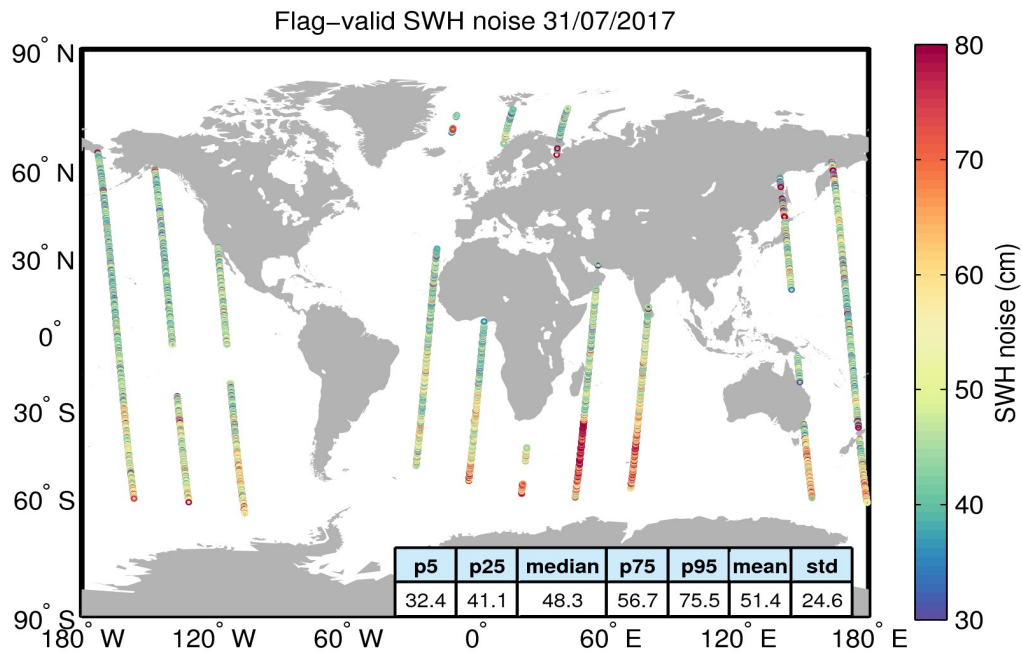 Flag−valid SWH noise 31/07/2017
90° N
60° N
30° N
0°
30° S
60° S
90° S
180° W
120° W
60° W
0°
60° E
120° E
180° E
p5 p25 median p75 p95 mean std
32.4 41.1 48.3 56.7 75.5 51.4 24.6
80
70
60
50
40
30
SWH noise (cm)